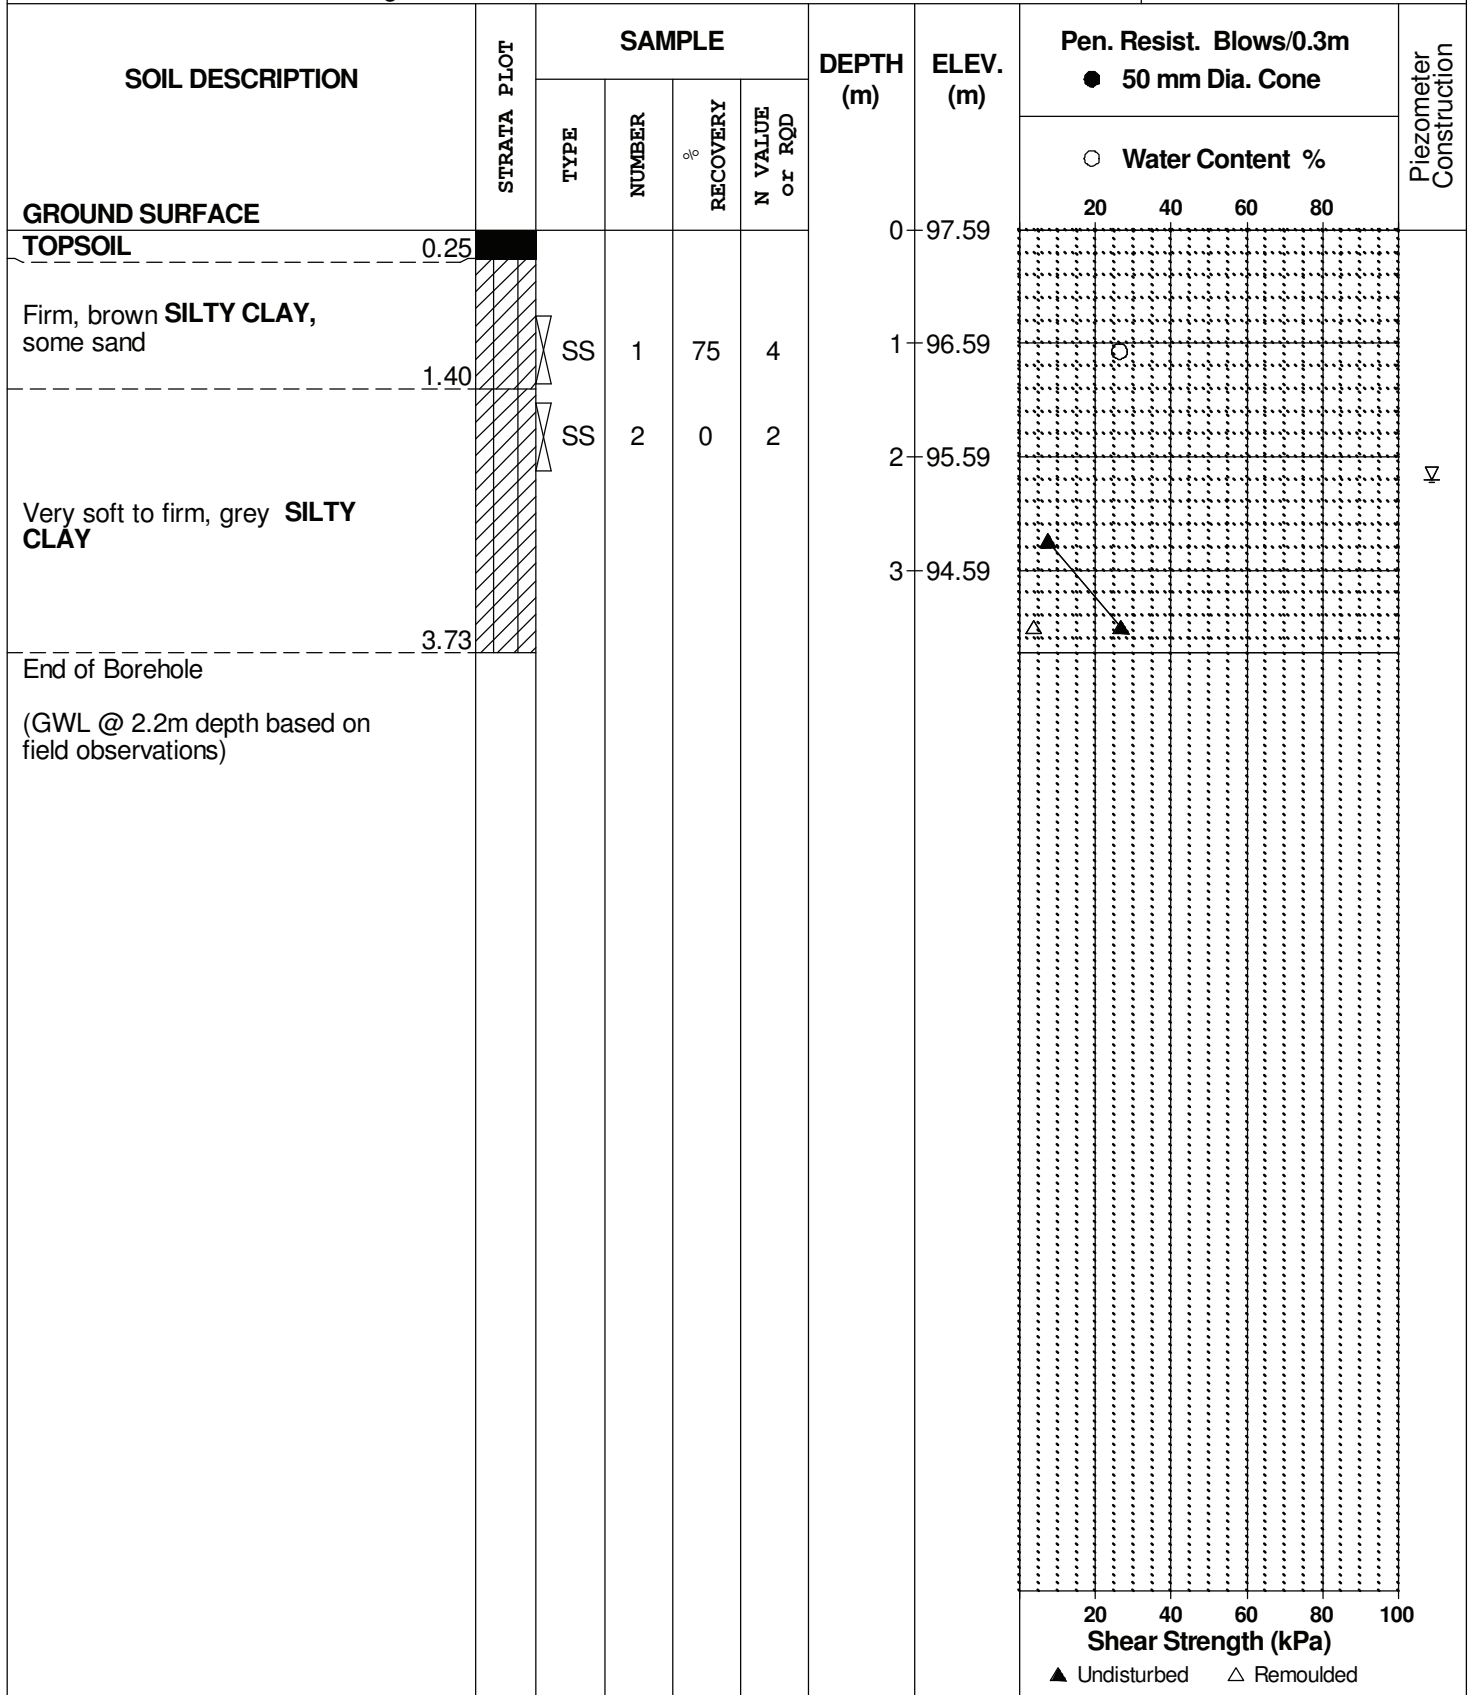 SOIL DESCRIPTION
GROUND SURFACE
STRATA PLOT
SAMPLE
TYPE
NUMBER
% RECOVERY
N VALUE or RQD
DEPTH (m)
ELEV. (m)
Pen. Resist. Blows/0.3m
● 50 mm Dia. Cone
○ Water Content %
20 40 60 80
Piezometer Construction
TOPSOIL 0.25
0 97.59
Firm, brown SILTY CLAY,
some sand
1.40
SS 1 75 4
1 96.59
SS 2 0 2
2 95.59
Very soft to firm, grey SILTY
CLAY
3 94.59
3.73
End of Borehole
(GWL @ 2.2m depth based on
field observations)
20 40 60 80 100
Shear Strength (kPa)
▲ Undisturbed △ Remoulded